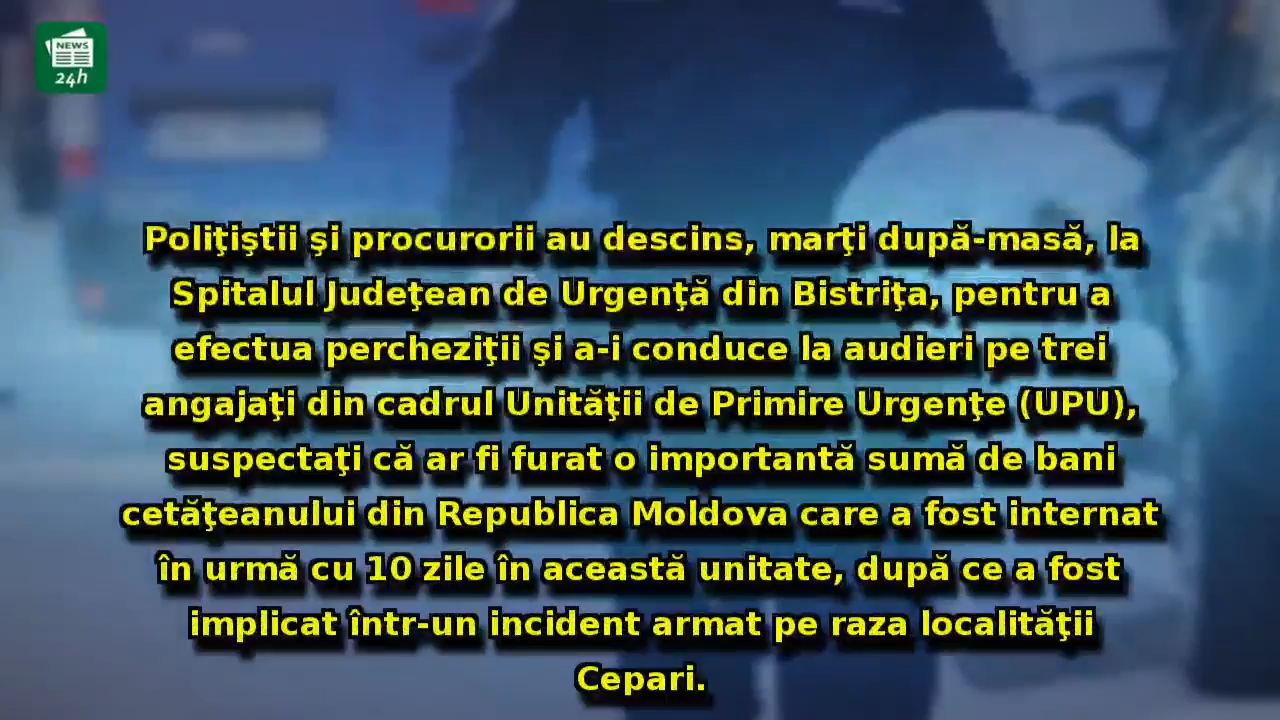 NEWS
24h
Poliţiştii şi procurorii au descins, marţi după-masă, la
Spitalul Judeţean de Urgenţă din Bistriţa, pentru a
efectua percheziţii şi a-i conduce la audieri pe trei
angajaţi din cadrul Unităţii de Primire Urgenţe (UPU),
suspectaţi că ar fi furat o importantă sumă de bani
cetăţeanului din Republica Moldova care a fost internat
în urmă cu 10 zile în această unitate, după ce a fost
implicat într-un incident armat pe raza localităţii
Cepari.